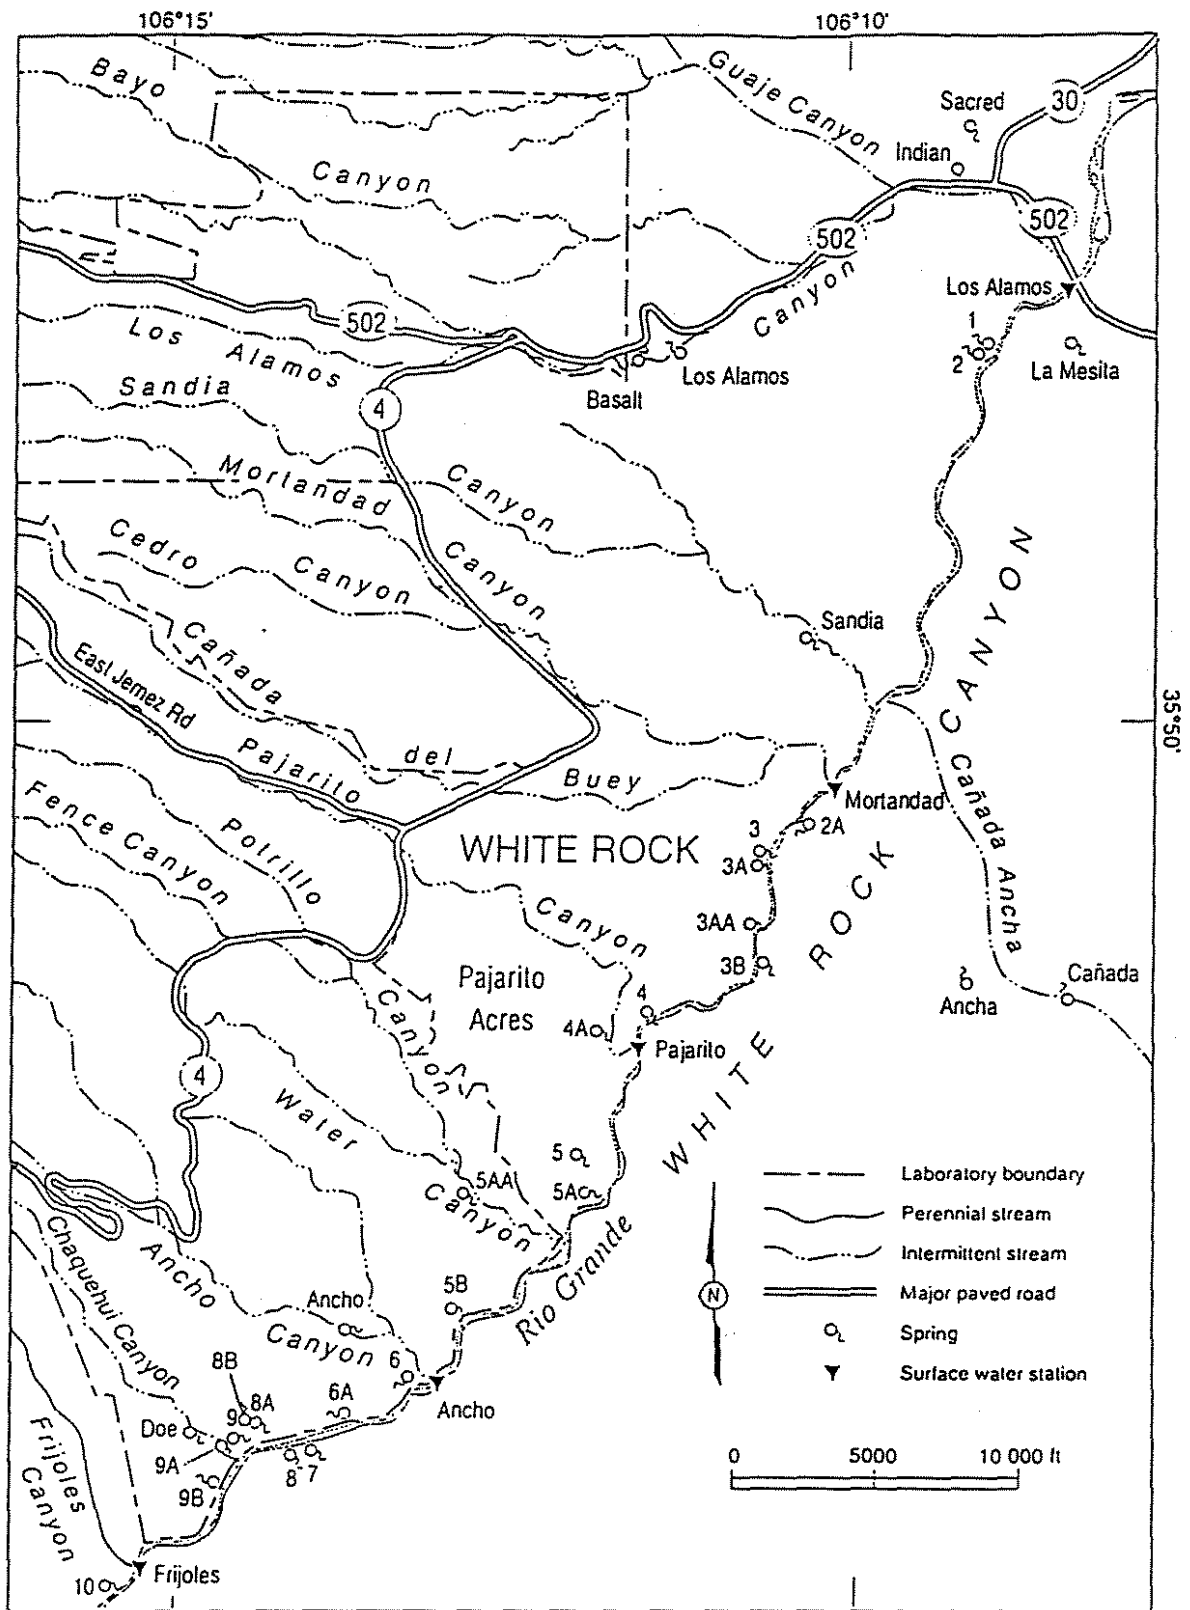 106°15'
106°10'
Bayo
Canyon
Guaje Canyon
Sacred
30
Indian
502
502
Canyon
Los Alamos
502
Los Alamos
1
2
La Mesita
Basalt
Los Alamos
Sandia
4
Canyon
Mortandad
Canyon
Cedro
Canyon
Cañada
East Jemez Rd
Sandia
WHITE ROCK CANYON
35°50'
Pajarito
del
Buey
Cañada Ancha
Mortandad
2A
Fence Canyon
Potrillo
WHITE ROCK
3
3A
Canyon
3AA
3B
Pajarito
Acres
4
4A
Pajarito
Ancha
Cañada
Canyon
4
Water
Canyon
5
5AA
5A
Rio Grande
Laboratory boundary
Perennial stream
Intermittent stream
Major paved road
Spring
Surface water station
N
Chaquehui Canyon
Ancho
Canyon
Ancho
5B
6
Ancho
6A
8B
8A
9
Doe
9A
8
7
9B
Frijoles
Canyon
0
5000
10 000 ft
Frijoles
10